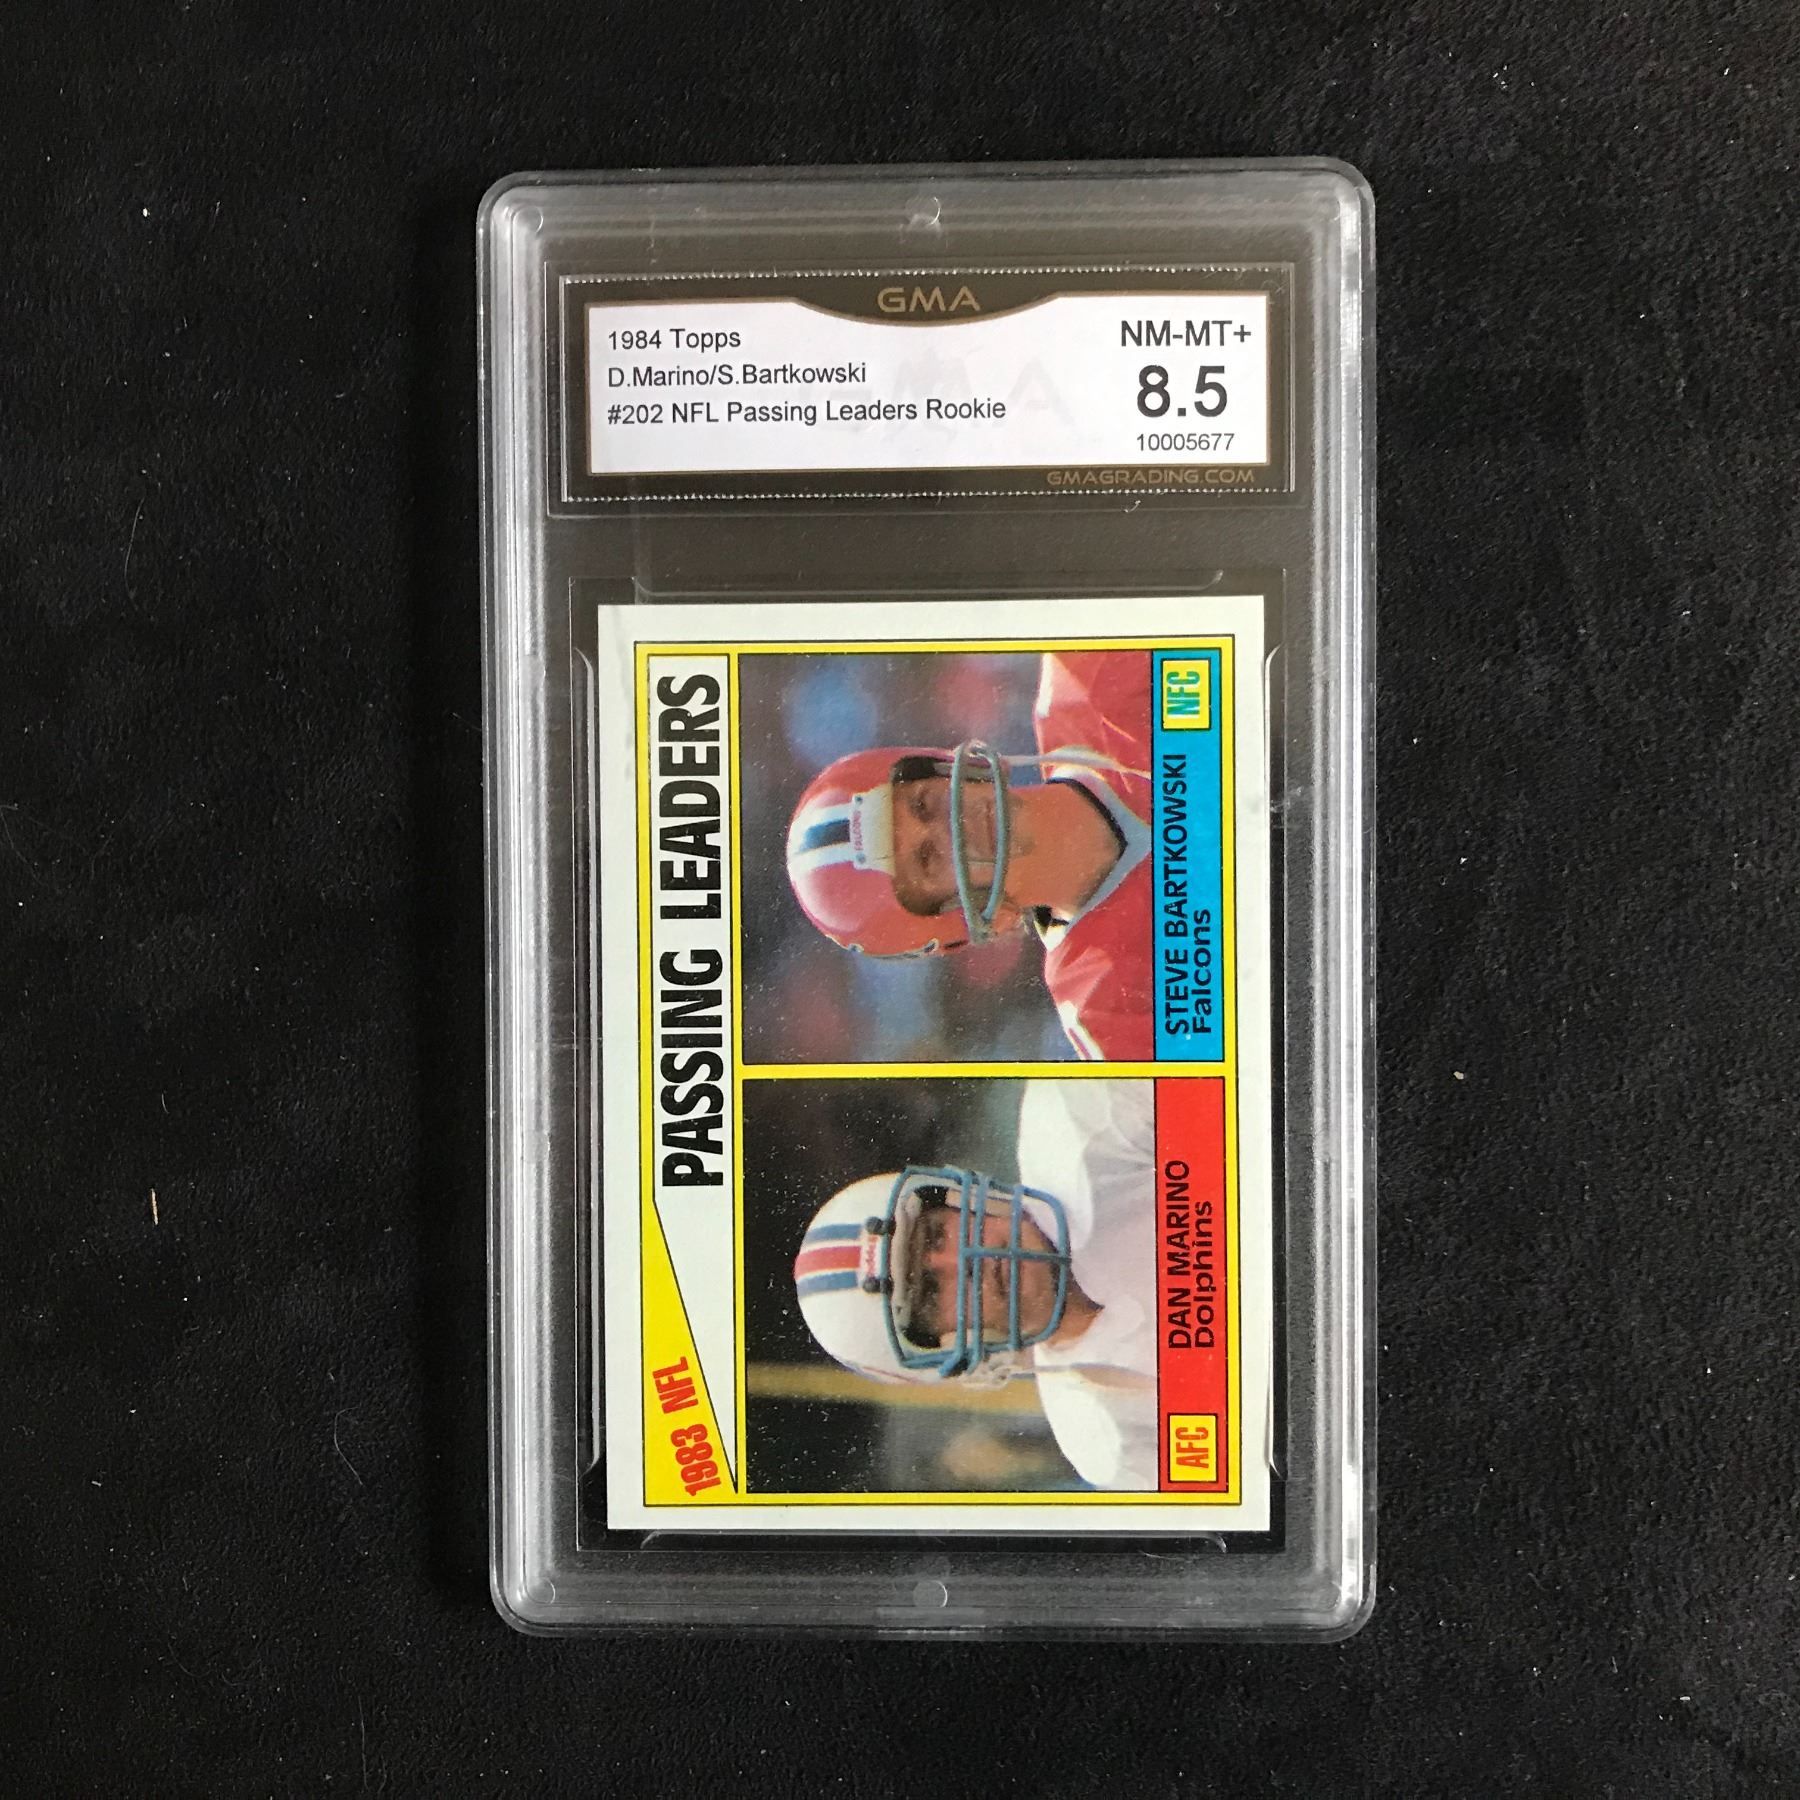 GMA
1984 Topps
D.Marino/S.Bartkowski
#202 NFL Passing Leaders Rookie
NM-MT+
8.5
10005677
GMAGRADING.COM
1983 NFL
PASSING LEADERS
FALCONS
AFC
DAN MARINO
Dolphins
STEVE BARTKOWSKI
Falcons
NFC